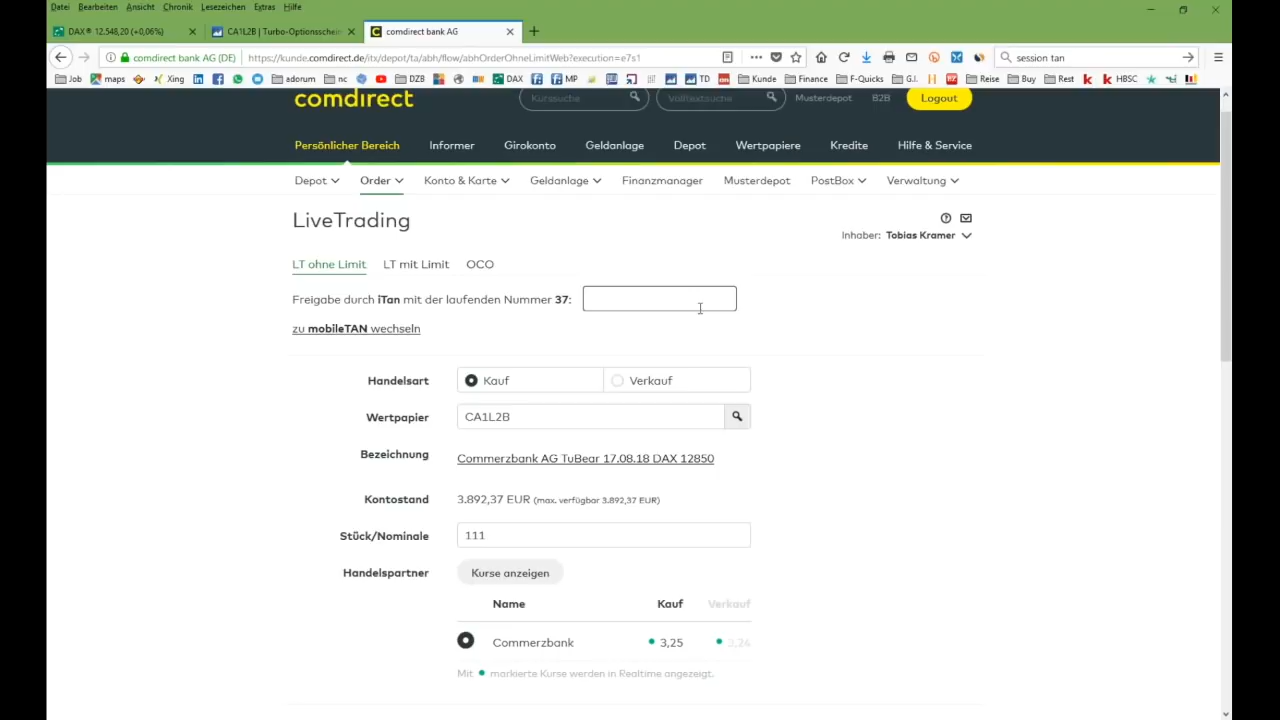 Datei Bearbeiten Ansicht Chronik Lesezeichen Extras Hilfe
DAX® 12.548,20 (+0,06%) CA1L2B | Turbo-Optionsschein comdirect bank AG
comdirect bank AG (DE) https://kunde.comdirect.de/itx/depot/ta/abh/flow/abhOrderOhneLimitWeb?execution=e7s1 session tan
Job maps Xing adorum nc DZB DAX MP TD Kunde Finance F-Quicks G.I. Reise Buy Rest k k HBSC
comdirect Kurssuche Volltextsuche Musterdepot B2B Logout
Persönlicher Bereich Informer Girokonto Geldanlage Depot Wertpapiere Kredite Hilfe & Service
Depot Order Konto & Karte Geldanlage Finanzmanager Musterdepot PostBox Verwaltung
LiveTrading
Inhaber: Tobias Kramer
LT ohne Limit LT mit Limit OCO
Freigabe durch iTan mit der laufenden Nummer 37:
zu mobileTAN wechseln
Handelsart Kauf Verkauf
Wertpapier CA1L2B
Bezeichnung Commerzbank AG TuBear 17.08.18 DAX 12850
Kontostand 3.892,37 EUR (max. verfügbar 3.892,37 EUR)
Stück/Nominale 111
Handelspartner Kurse anzeigen
Name Kauf Verkauf
Commerzbank 3,25 3,24
Mit markierte Kurse werden in Realtime angezeigt.